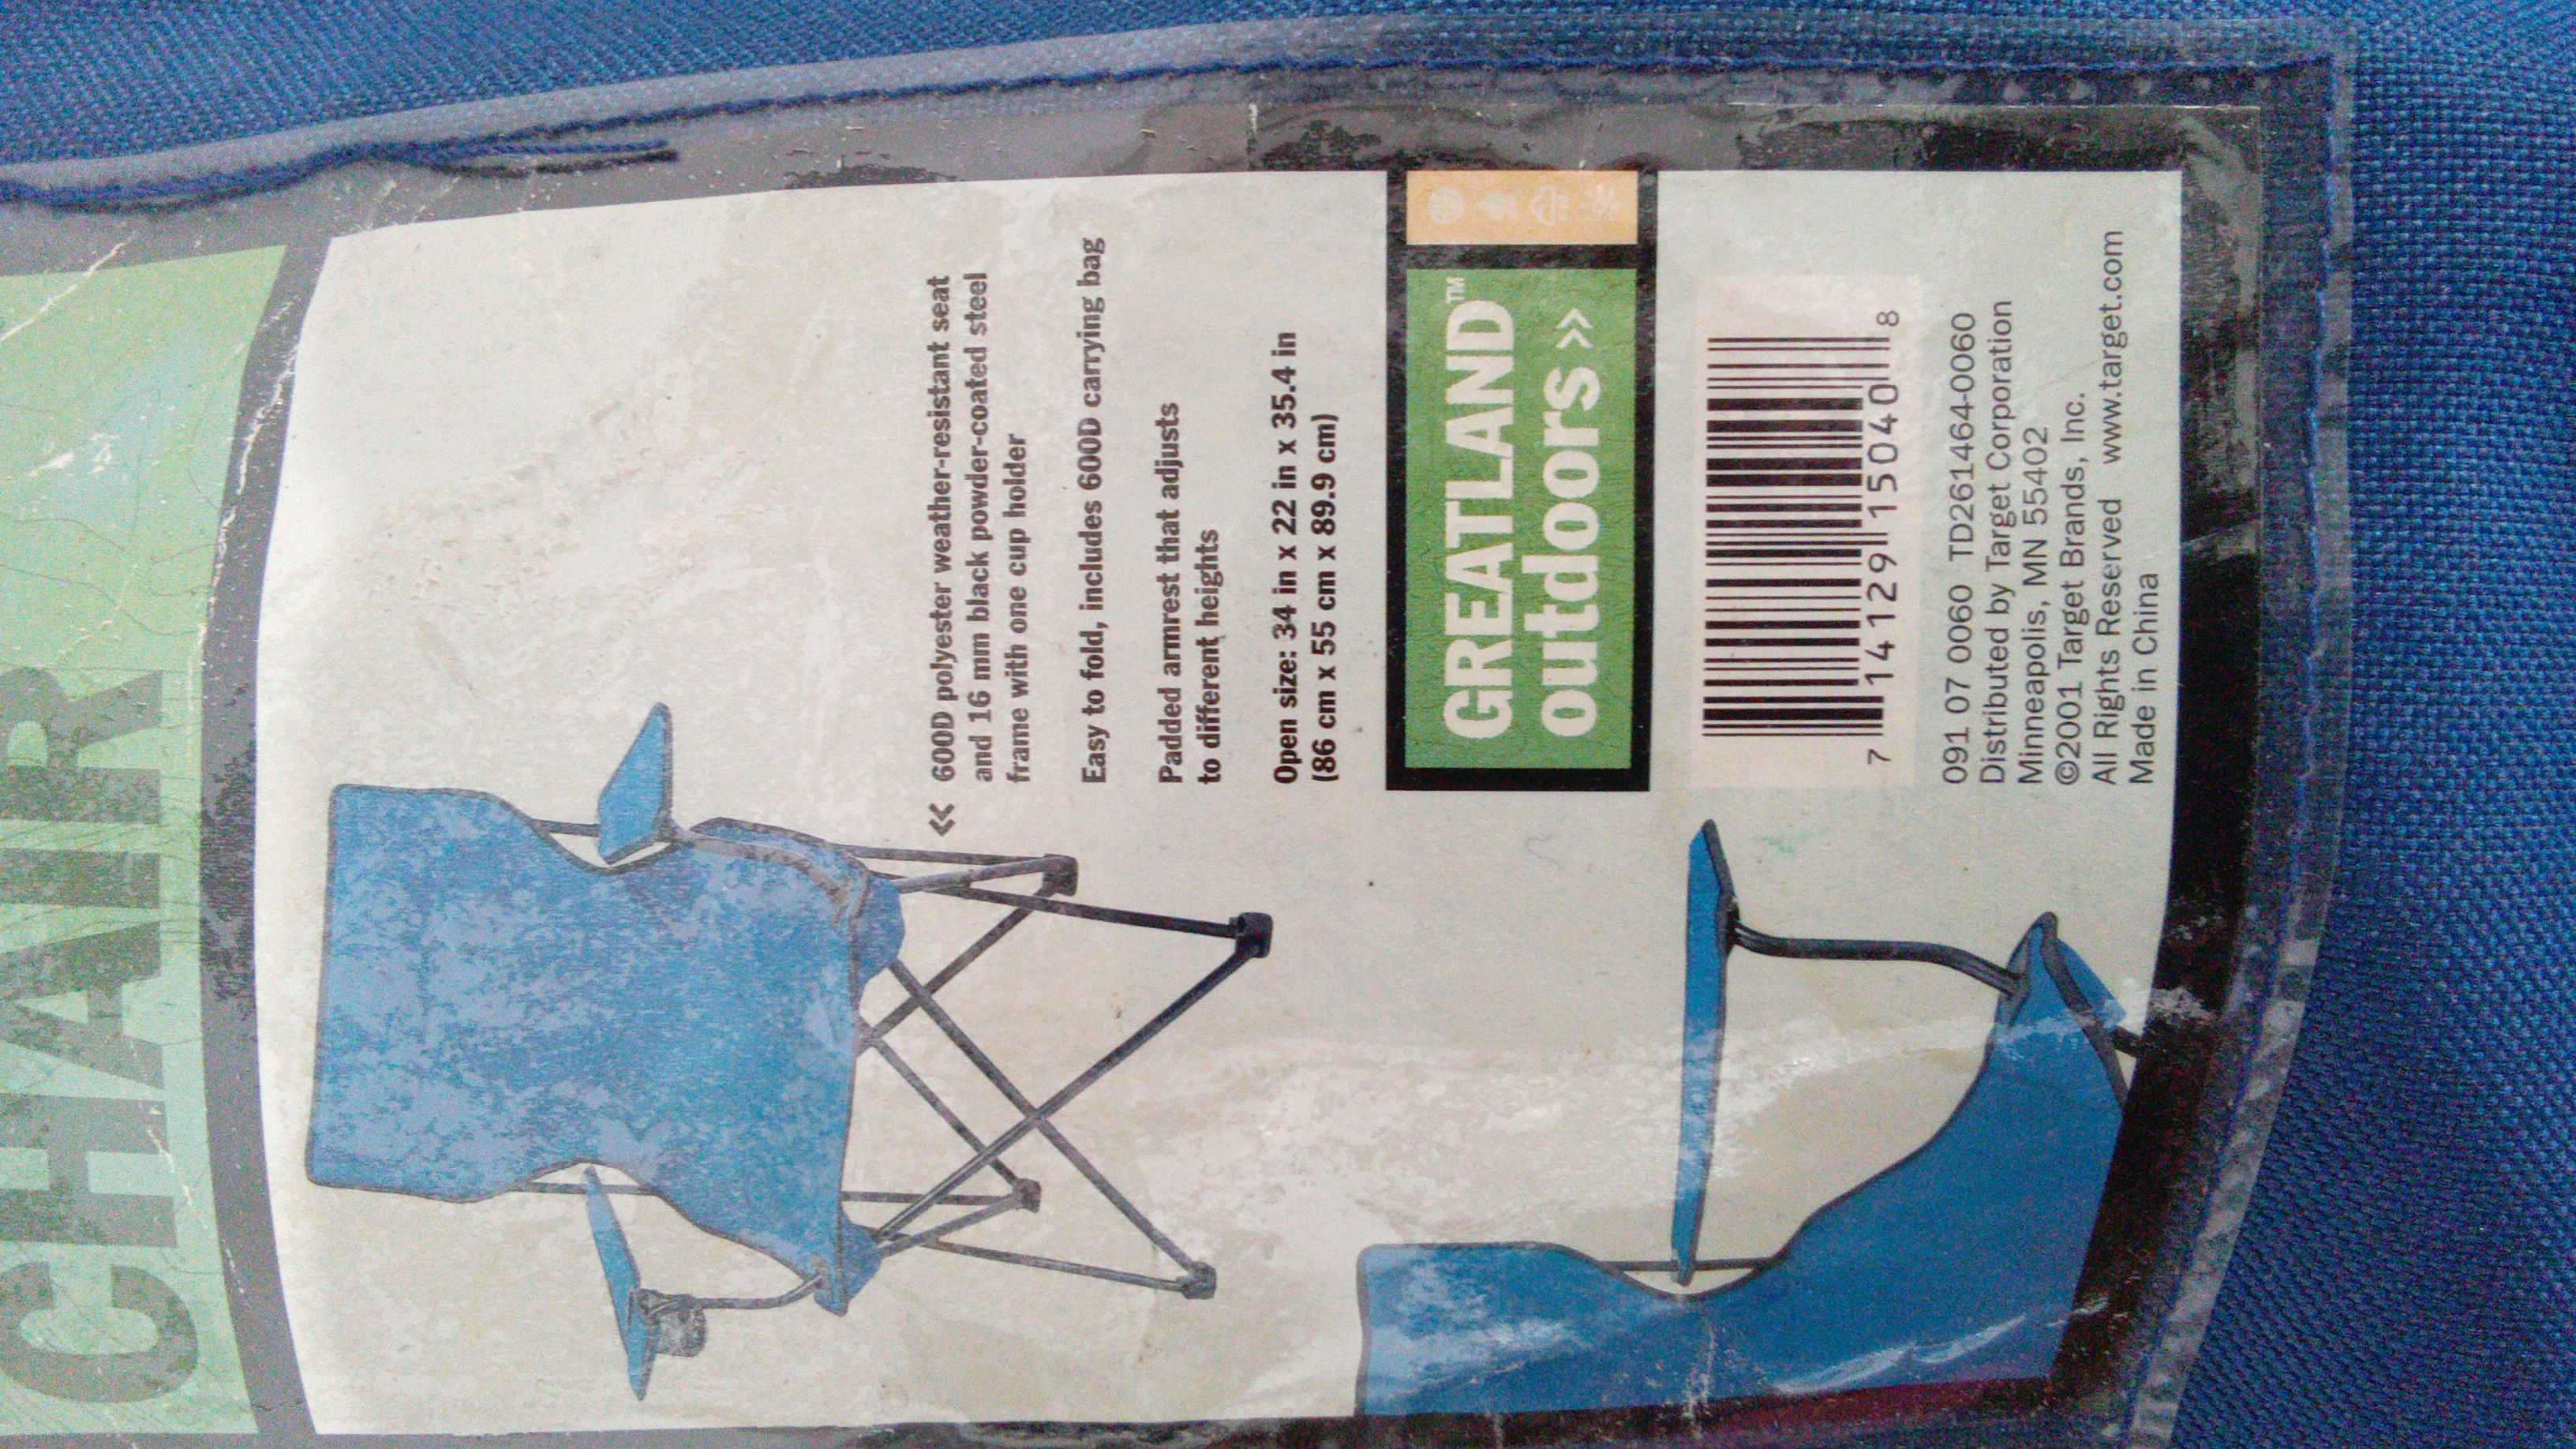 CHAIR
« 600D polyester weather-resistant seat
and 16 mm black powder-coated steel
frame with one cup holder
Easy to fold, includes 600D carrying bag
Padded armrest that adjusts
to different heights
Open size: 34 in x 22 in x 35.4 in
(86 cm x 55 cm x 89.9 cm)
GREATLAND™
outdoors »
7 14129 15040 8
091 07 0060 TD261464-0060
Distributed by Target Corporation
Minneapolis, MN 55402
©2001 Target Brands, Inc.
All Rights Reserved www.target.com
Made in China